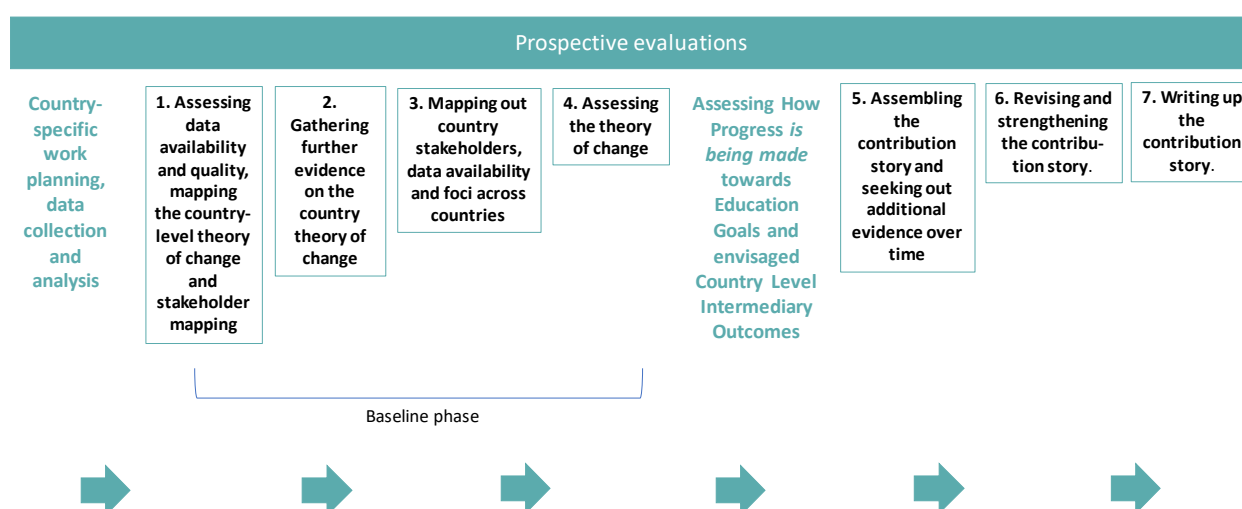 Prospective evaluations
Country-
specific
work
planning,
data
collection
and
analysis
1. Assessing
data
availability
and quality,
mapping
the country-
level theory
of change
and
stakeholder
mapping
2.
Gathering
further
evidence
on the
country
theory of
change
3. Mapping out
country
stakeholders,
data availability
and foci across
countries
4. Assessing
the theory
of change
Assessing How
Progress is
being made
towards
Education
Goals and
envisaged
Country Level
Intermediary
Outcomes
5. Assembling
the
contribution
story and
seeking out
additional
evidence over
time
6. Revising and
strengthening
the contribu-
tion story.
7. Writing up
the
contribution
story.
Baseline phase